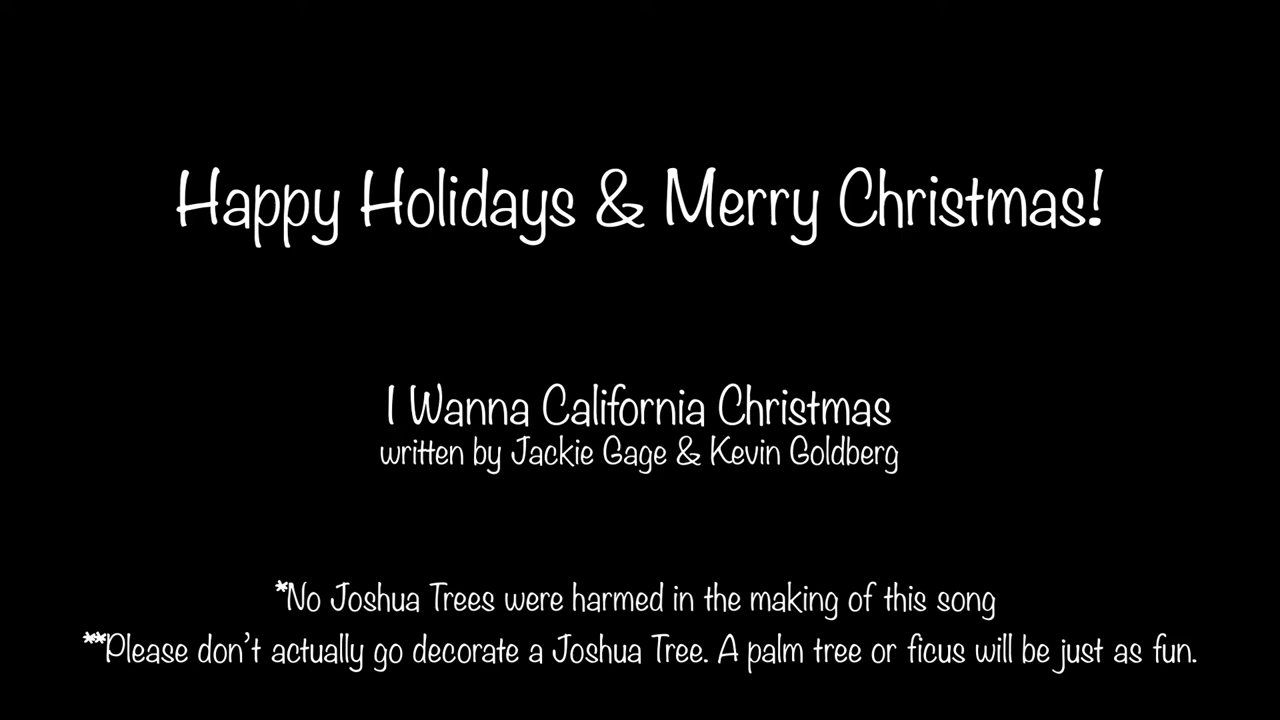 Happy Holidays & Merry Christmas!
I Wanna California Christmas
written by Jackie Gage & Kevin Goldberg
*No Joshua Trees were harmed in the making of this song
**Please don't actually go decorate a Joshua Tree. A palm tree or ficus will be just as fun.